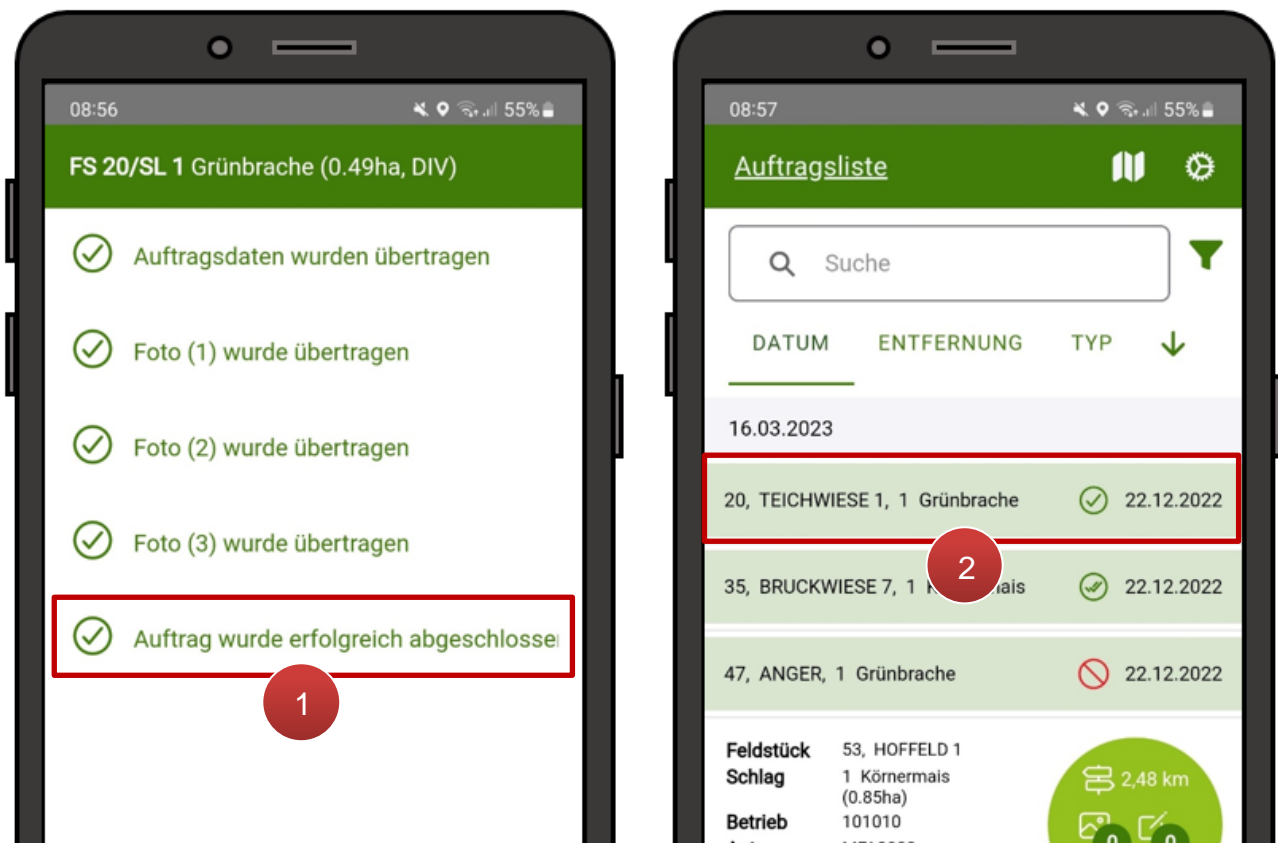 08:56
55%
FS 20/SL 1 Grünbrache (0.49ha, DIV)
Auftragsdaten wurden übertragen
Foto (1) wurde übertragen
Foto (2) wurde übertragen
Foto (3) wurde übertragen
Auftrag wurde erfolgreich
1
08:57
55%
Auftragsliste
Suche
DATUM ENTFERNUNG TYP
16.03.2023
20, TEICHWIESE 1, 1 Grünbrache 22.12.2022
2
35, BRUCKWIESE 7, 1 22.12.2022
47, ANGER, 1 Grünbrache 22.12.2022
Feldstück 53, HOFFELD 1
Schlag 1 Körnermais
(0.85ha)
2,48 km
Betrieb 101010